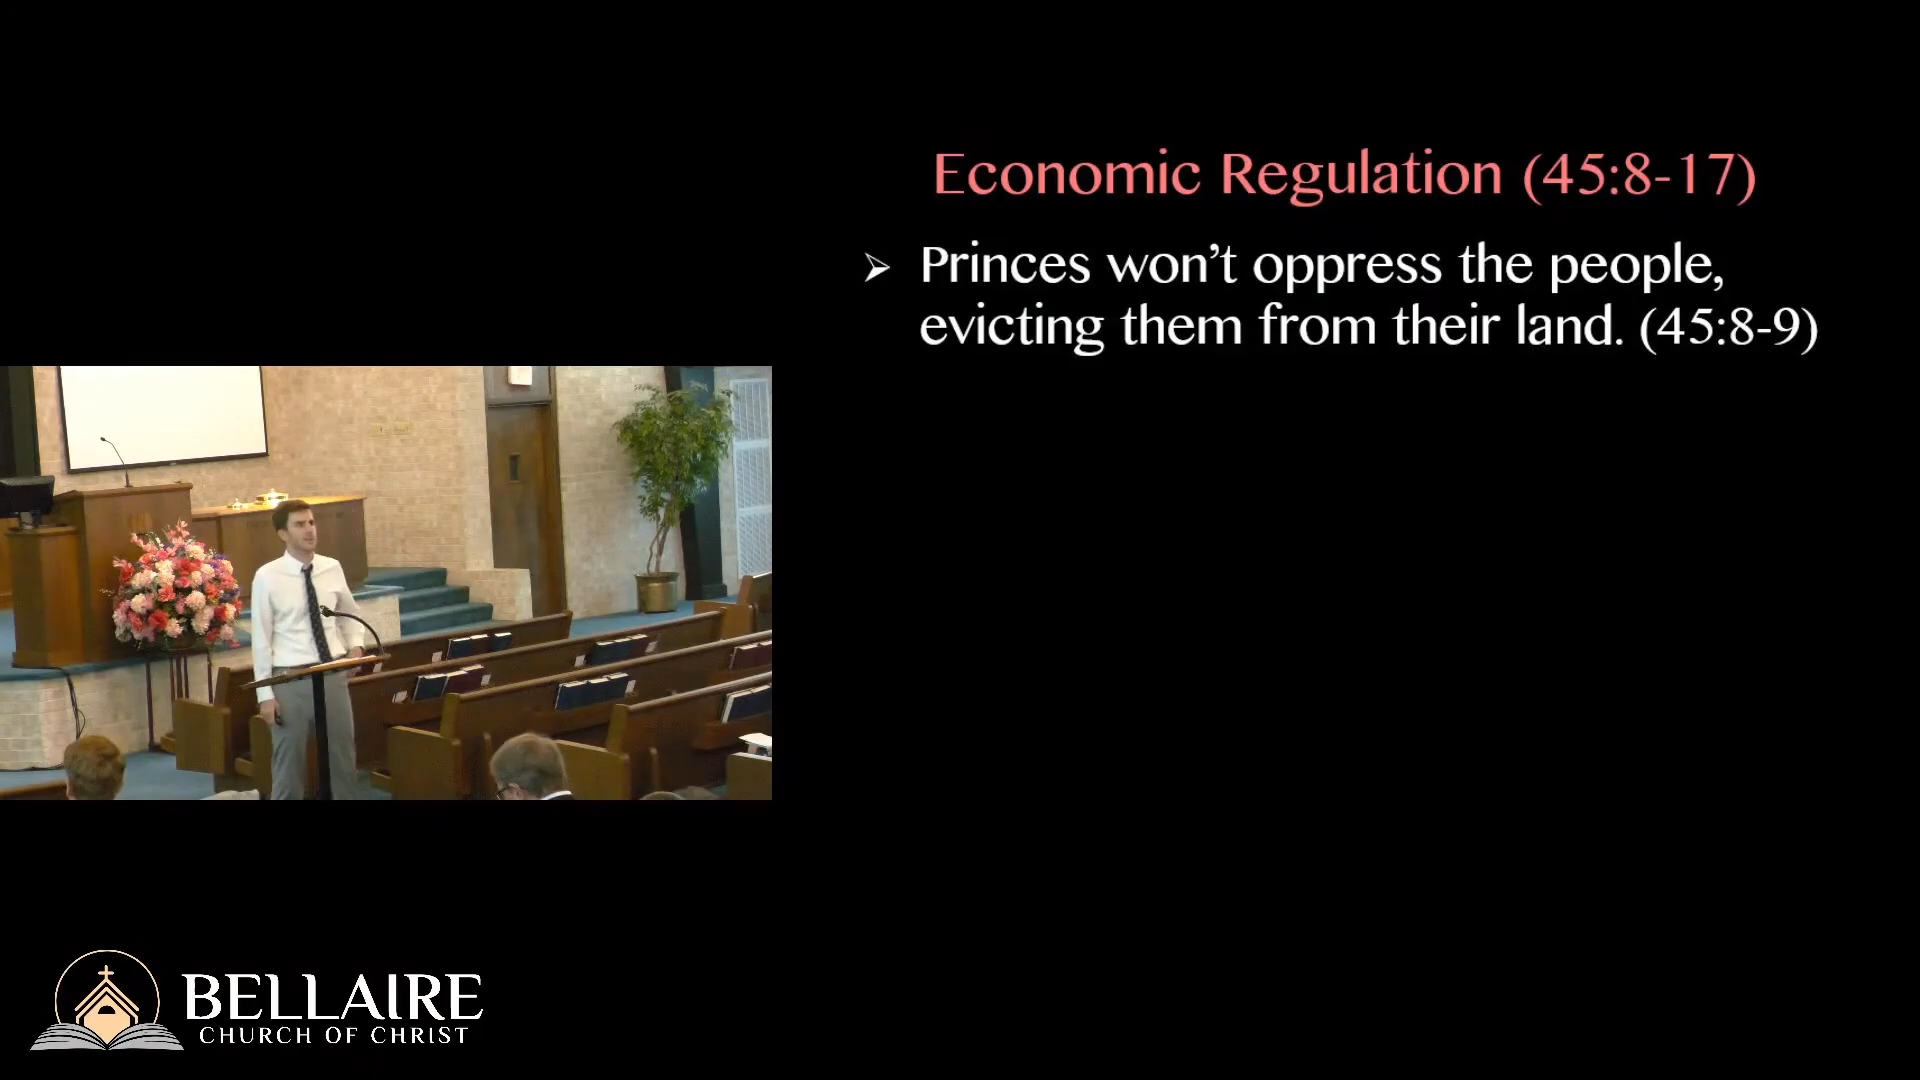 Economic Regulation (45:8-17)
➢ Princes won’t oppress the people,
evicting them from their land. (45:8-9)
BELLAIRE
CHURCH OF CHRIST